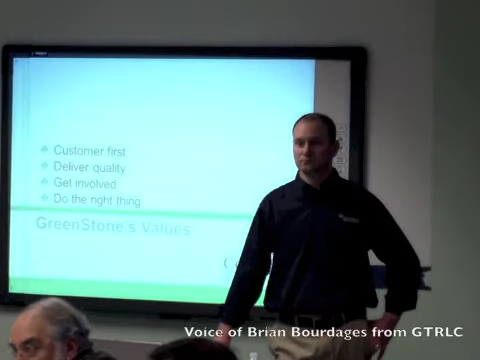 Customer first
Deliver quality
Get involved
Do the right thing
GreenStone's Values
Voice of Brian Bourdages from GTRLC